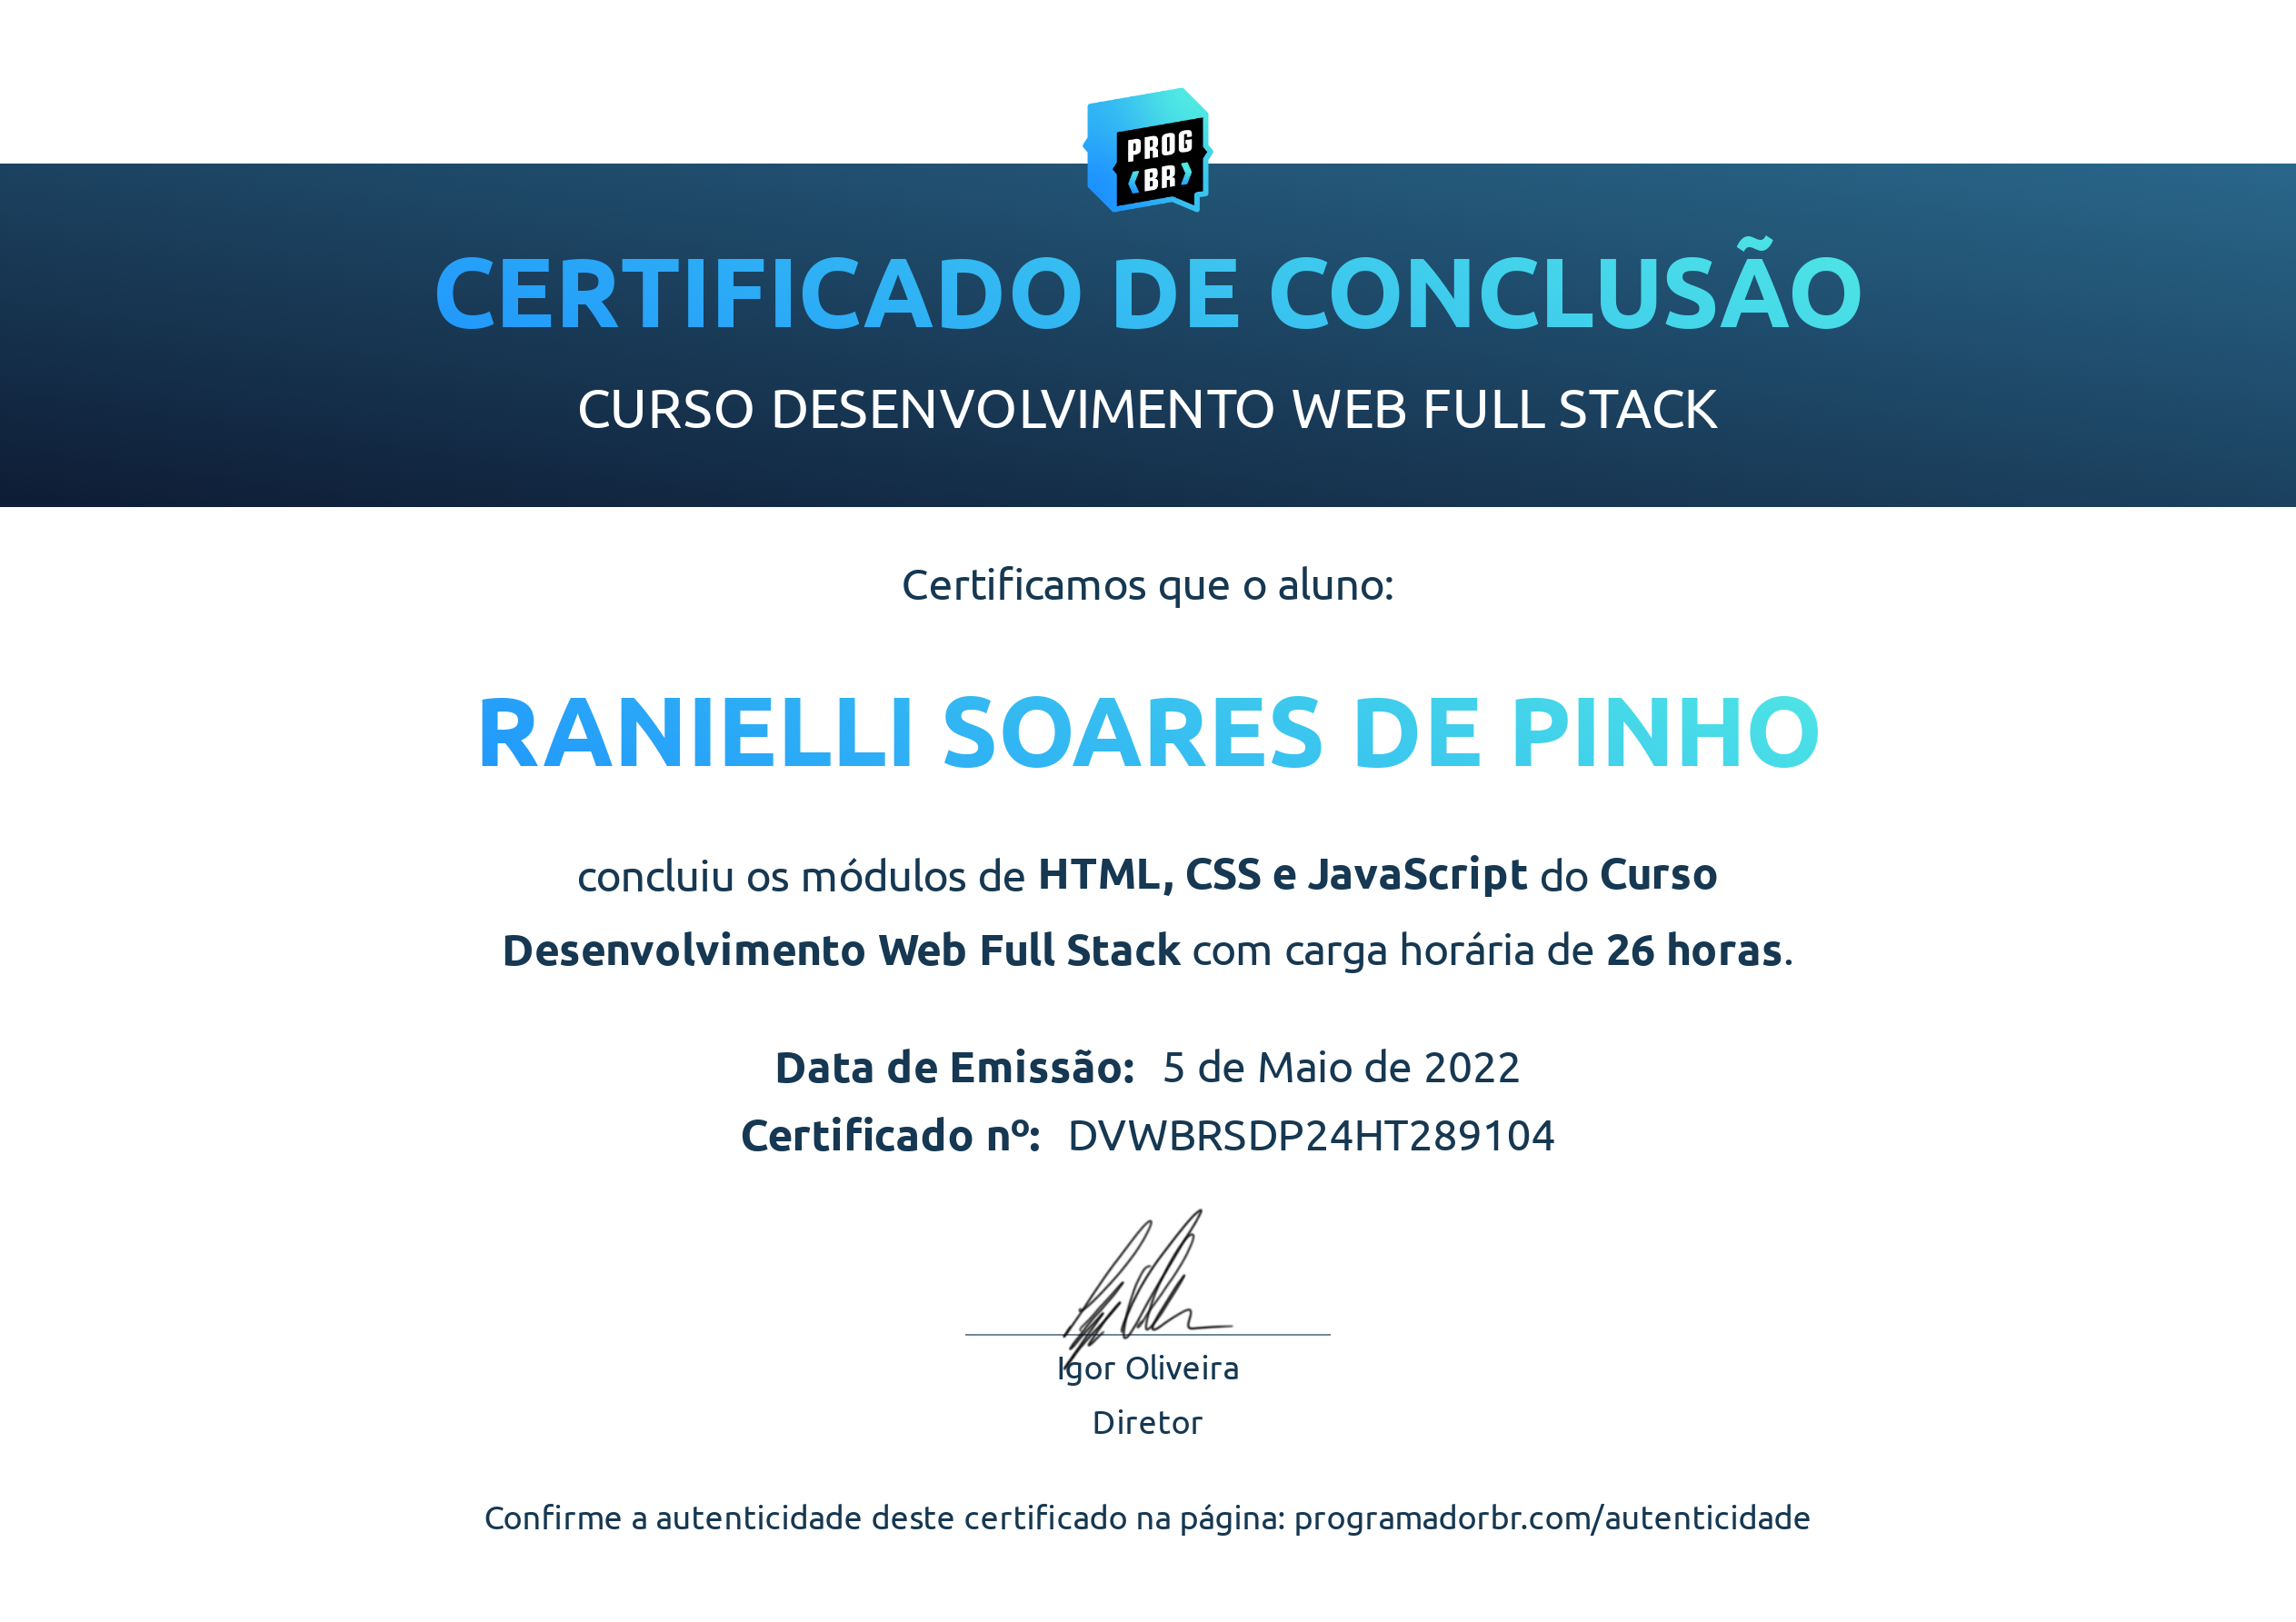 PROG
BR
CERTIFICADO DE CONCLUSÃO
CURSO DESENVOLVIMENTO WEB FULL STACK
Certificamos que o aluno:
RANIELLI SOARES DE PINHO
concluiu os módulos de HTML, CSS e JavaScript do Curso
Desenvolvimento Web Full Stack com carga horária de 26 horas.
Data de Emissão: 5 de Maio de 2022
Certificado nº: DVWBRSDP24HT289104
Igor Oliveira
Diretor
Confirme a autenticidade deste certificado na página: programadorbr.com/autenticidade